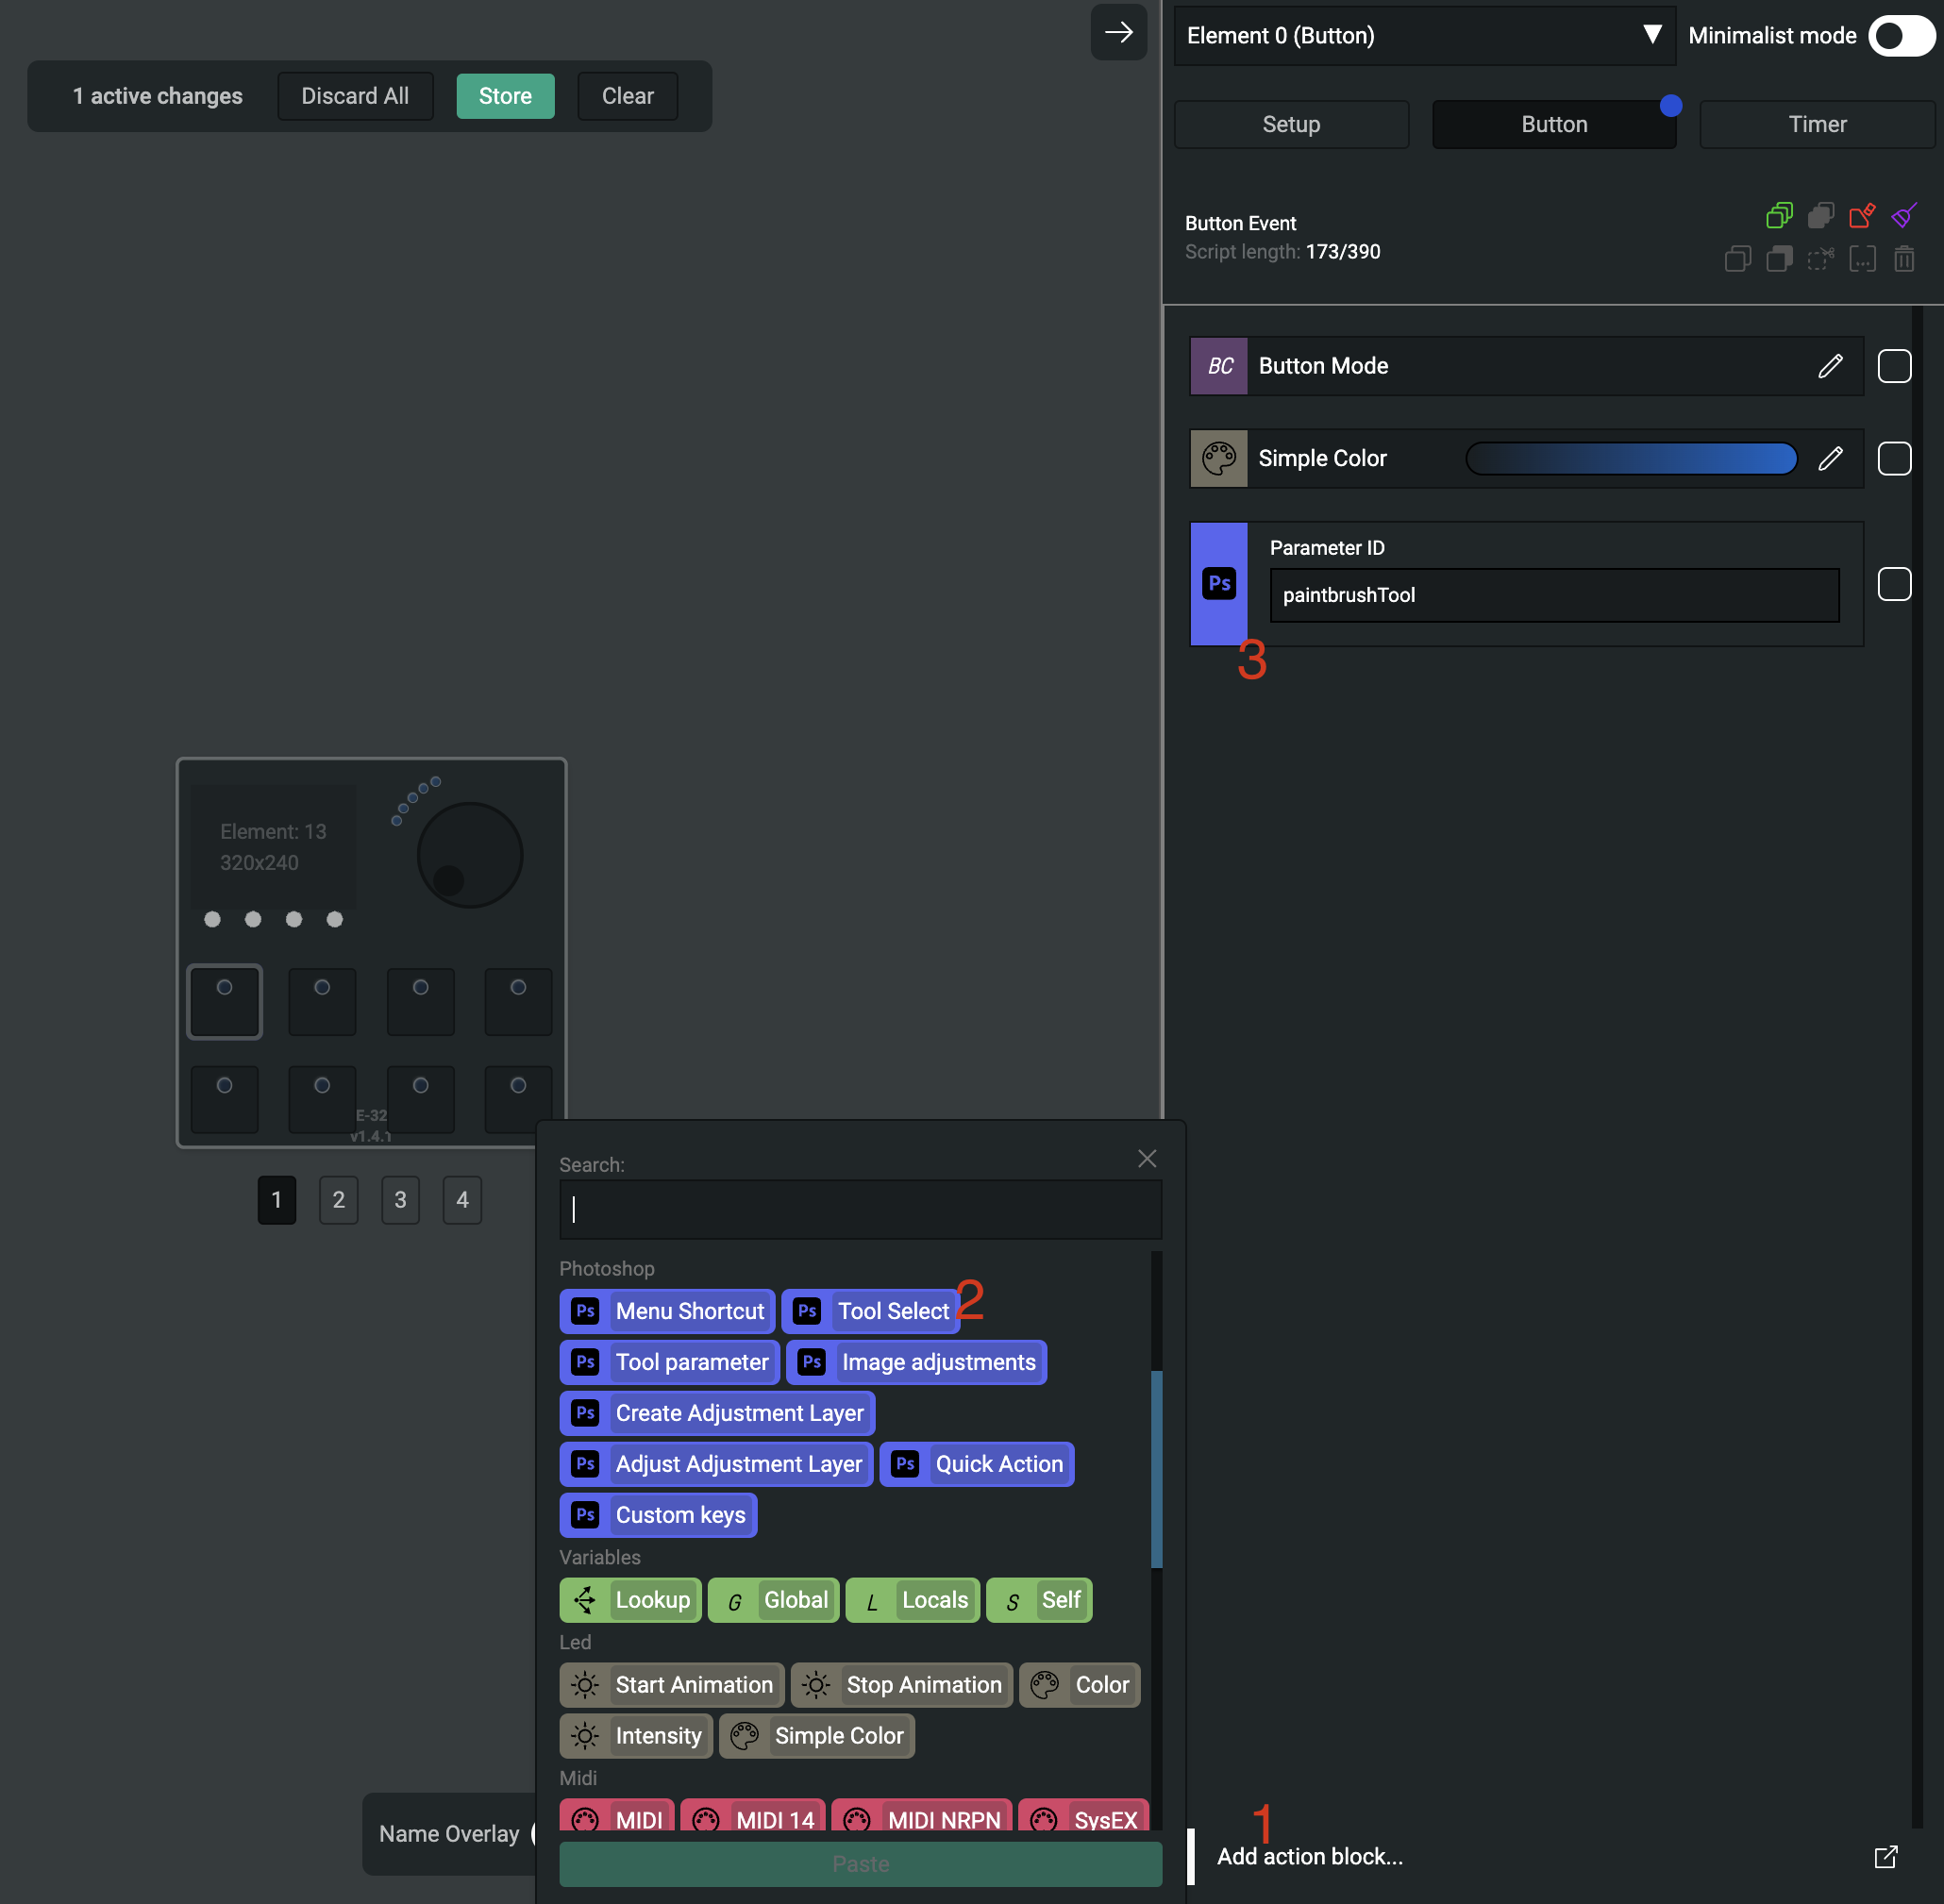 Element 0 (Button)
Minimalist mode
1 active changes
Discard All
Store
Clear
Setup
Button
Timer
Button Event
Script length: 173/390
BC
Button Mode
Simple Color
Parameter ID
Ps
paintbrushTool
3
Element: 13
320x240
E-32
v1.4.1
1
2
3
4
Search:
Photoshop
Ps Menu Shortcut Ps Tool Select 2
Ps Tool parameter Ps Image adjustments
Ps Create Adjustment Layer
Ps Adjust Adjustment Layer Ps Quick Action
Ps Custom keys
Variables
Lookup G Global L Locals S Self
Led
Start Animation Stop Animation Color
Intensity Simple Color
Midi
MIDI MIDI 14 MIDI NRPN SysEX
Name Overlay
Paste
1
Add action block...